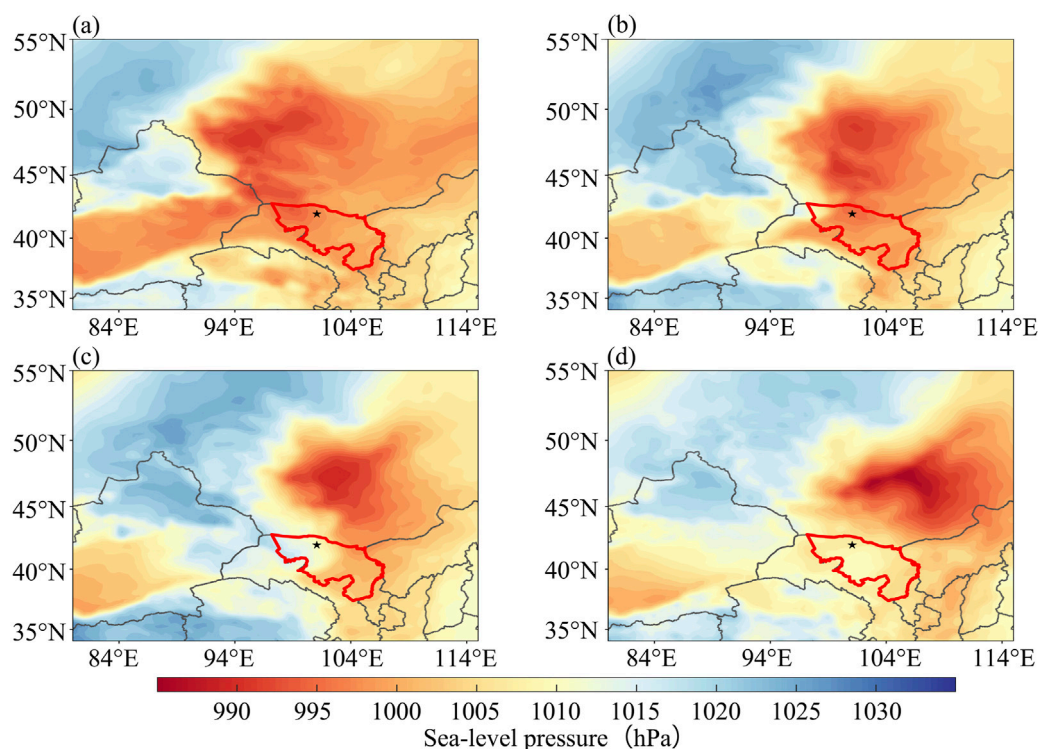 (a)
55°N
50°N
45°N
40°N
35°N
84°E 94°E 104°E 114°E
(b)
55°N
50°N
45°N
40°N
35°N
84°E 94°E 104°E 114°E
(c)
55°N
50°N
45°N
40°N
35°N
84°E 94°E 104°E 114°E
(d)
55°N
50°N
45°N
40°N
35°N
84°E 94°E 104°E 114°E
990 995 1000 1005 1010 1015 1020 1025 1030
Sea-level pressure（hPa）